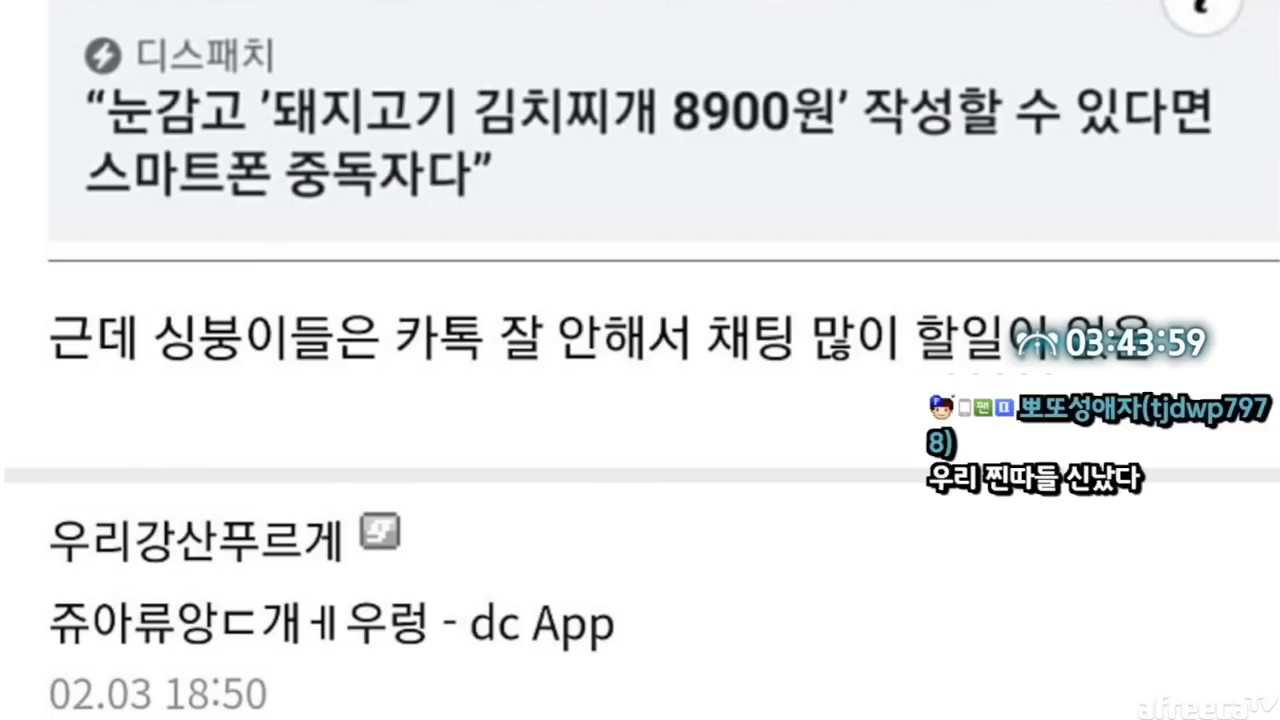 디스패치
“눈감고 '돼지고기 김치찌개 8900원' 작성할 수 있다면
스마트폰 중독자다”
근데 싱붕이들은 카톡 잘 안해서 채팅 많이 할일이 없음
03:43:59
팬 뽀또성애자(tjdwp797
8)
우리 찐따들 신났다
우리강산푸르게
쥬아류앙ㄷ개ㅔ우렁 - dc App
02.03 18:50
afreecaTV